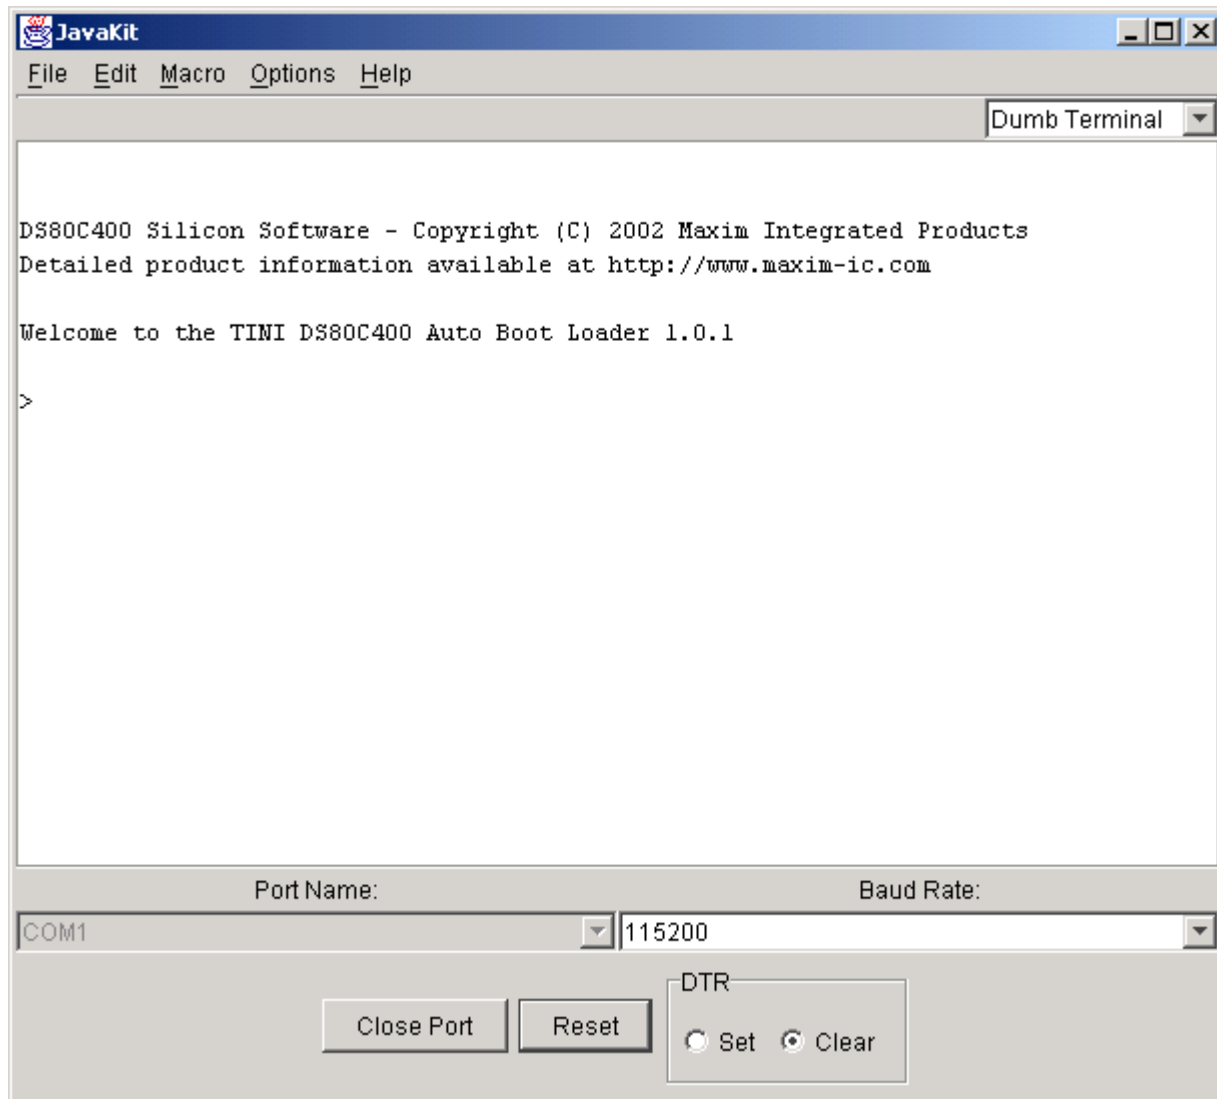 JavaKit
File Edit Macro Options Help
Dumb Terminal
DS80C400 Silicon Software - Copyright (C) 2002 Maxim Integrated Products
Detailed product information available at http://www.maxim-ic.com
Welcome to the TINI DS80C400 Auto Boot Loader 1.0.1
>
Port Name: Baud Rate:
COM1 115200
DTR
Close Port Reset Set Clear